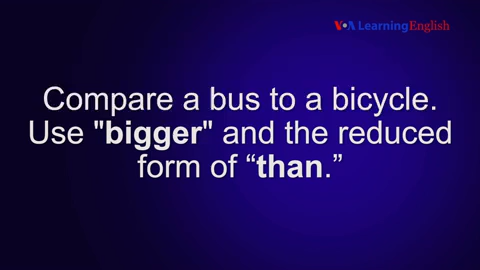 VOA Learning English
Compare a bus to a bicycle.
Use "bigger" and the reduced
form of “than.”